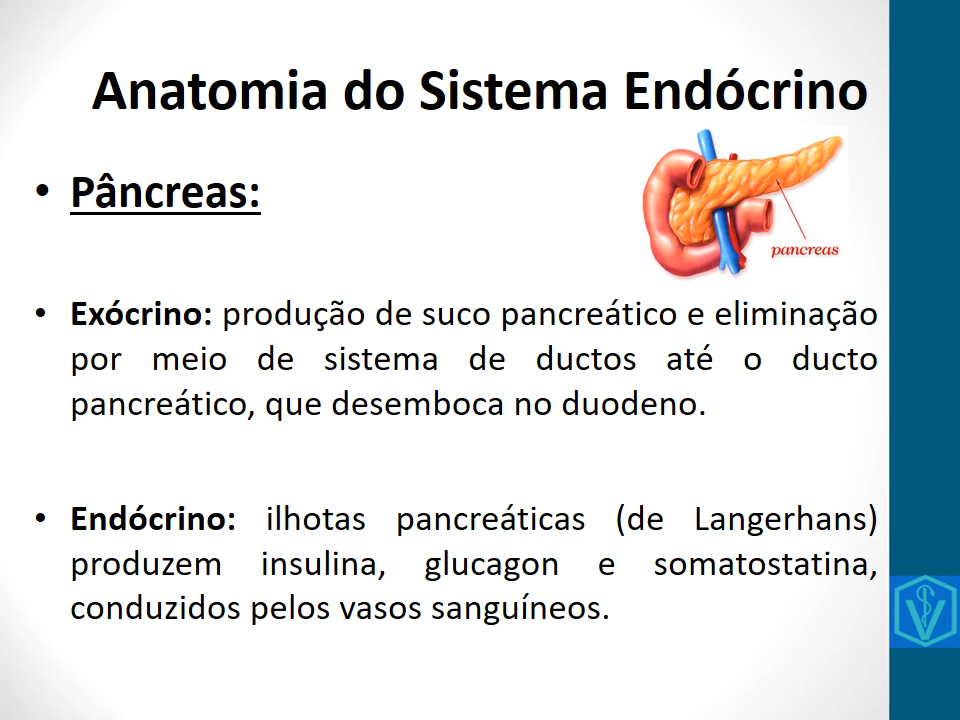 Anatomia do Sistema Endócrino
• Pâncreas:
pancreas
• Exócrino: produção de suco pancreático e eliminação
por meio de sistema de ductos até o ducto
pancreático, que desemboca no duodeno.
• Endócrino: ilhotas pancreáticas (de Langerhans)
produzem insulina, glucagon e somatostatina,
conduzidos pelos vasos sanguíneos.